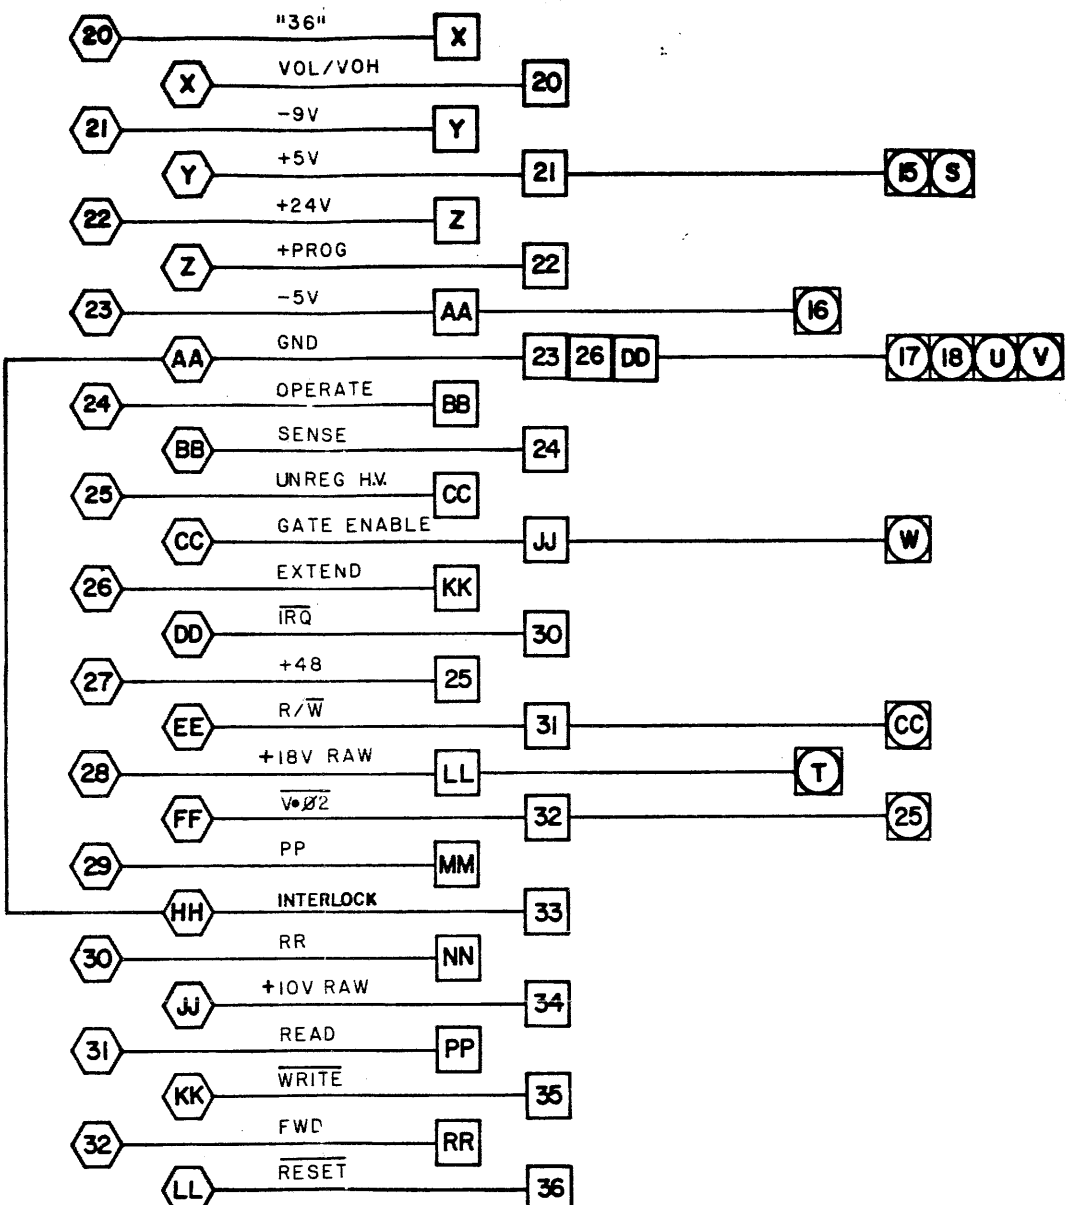 20 "36" X
X VOL/VOH 20
21 -9V Y
Y +5V 21 15 S
22 +24V Z
Z +PROG 22
23 -5V AA 16
AA GND 23 26 DD 17 18 U V
24 OPERATE BB
BB SENSE 24
25 UNREG H.V. CC
CC GATE ENABLE JJ W
26 EXTEND KK
DD I̅R̅Q̅ 30
27 +48 25
EE R/W̅ 31 CC
28 +18V RAW LL T
FF V̅•̅Ø̅2̅ 32 25
29 PP MM
HH INTERLOCK 33
30 RR NN
JJ +10V RAW 34
31 READ PP
KK W̅R̅I̅T̅E̅ 35
32 FWD RR
LL R̅E̅S̅E̅T̅ 36